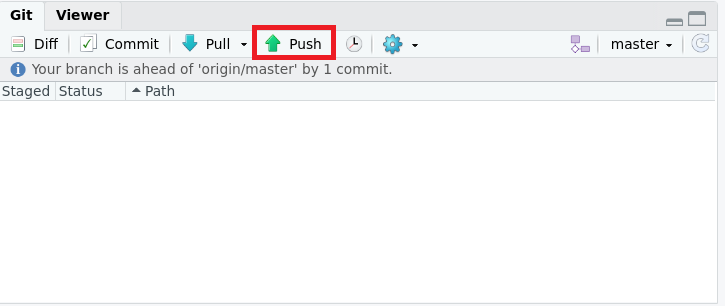 Git Viewer
Diff Commit Pull Push master
Your branch is ahead of 'origin/master' by 1 commit.
Staged Status Path